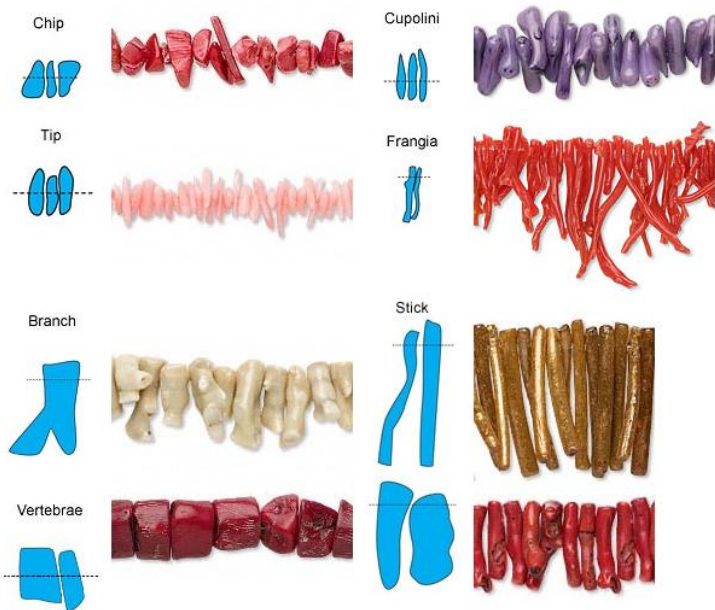 Chip
Cupolini
Tip
Frangia
Branch
Stick
Vertebrae